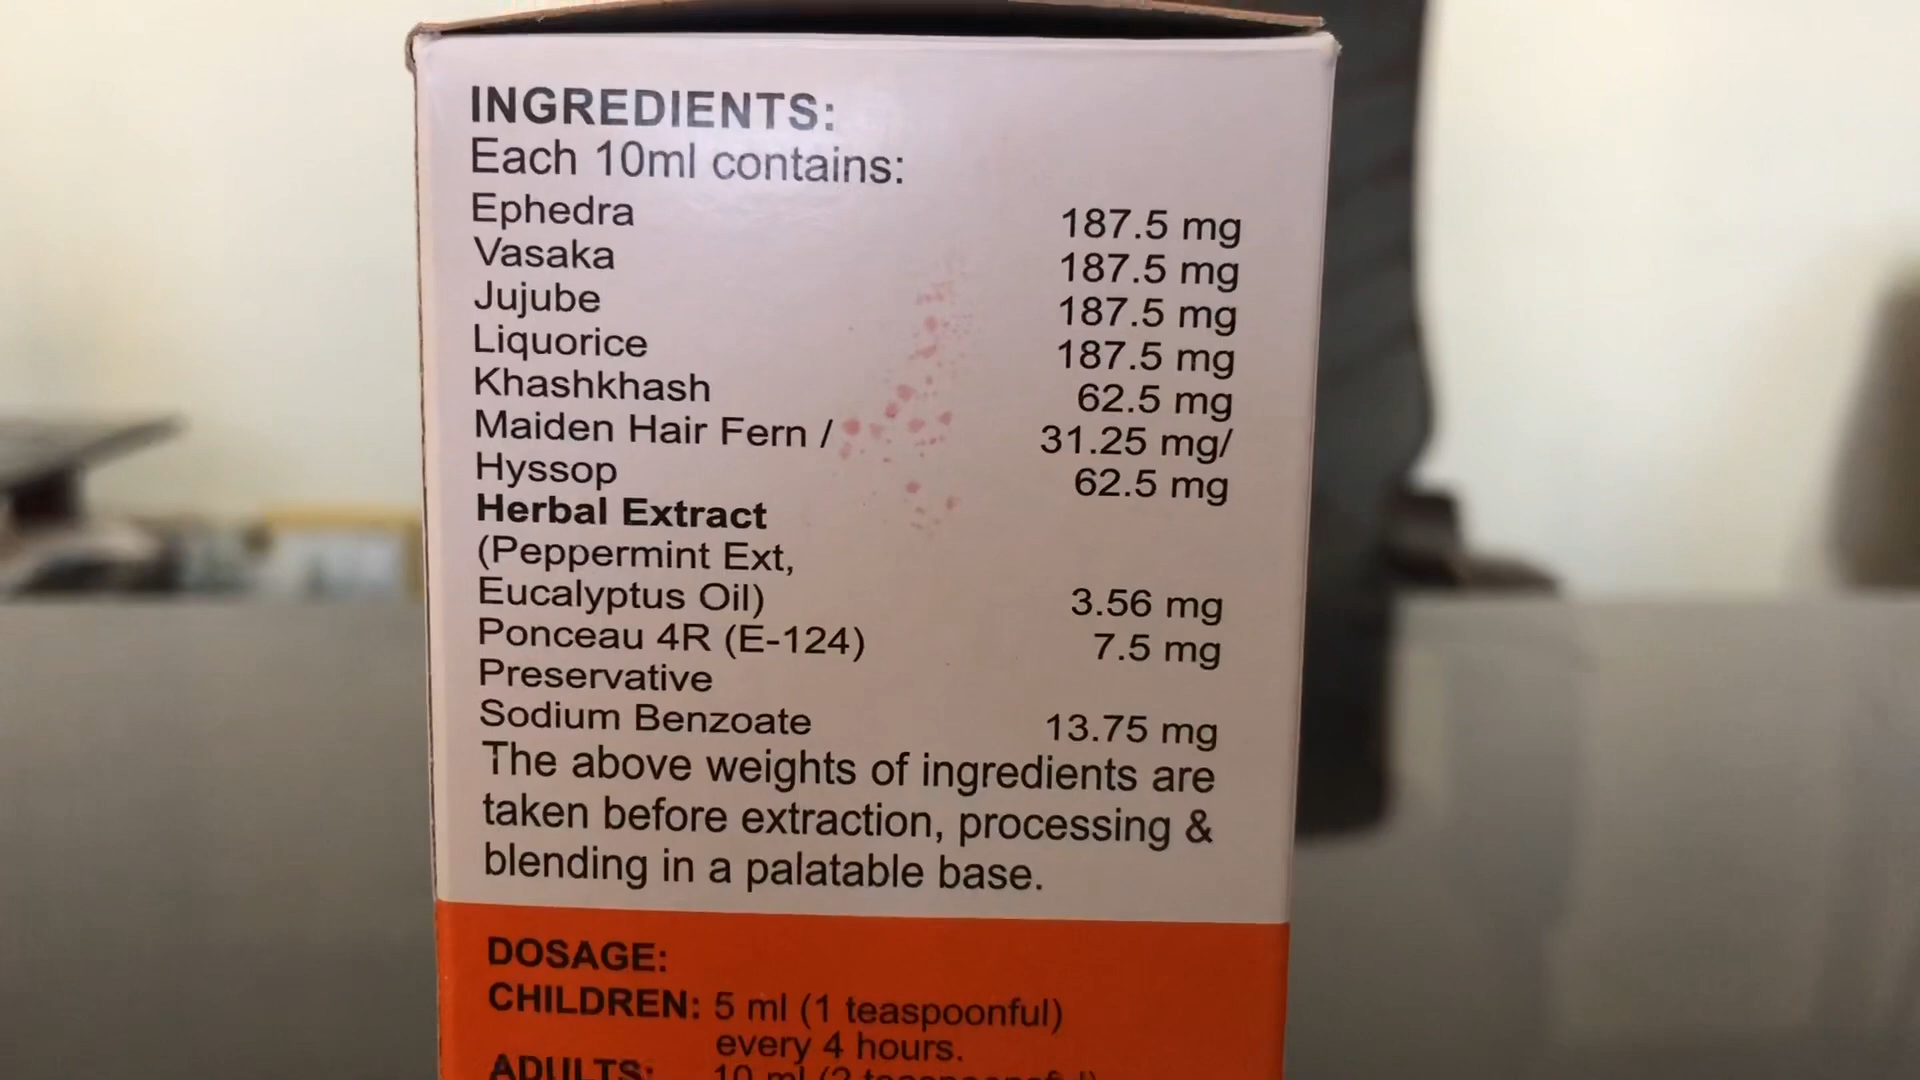 INGREDIENTS:
Each 10ml contains:
Ephedra 187.5 mg
Vasaka 187.5 mg
Jujube 187.5 mg
Liquorice 187.5 mg
Khashkhash 62.5 mg
Maiden Hair Fern / 31.25 mg/
Hyssop 62.5 mg
Herbal Extract
(Peppermint Ext,
Eucalyptus Oil) 3.56 mg
Ponceau 4R (E-124) 7.5 mg
Preservative
Sodium Benzoate 13.75 mg
The above weights of ingredients are
taken before extraction, processing &
blending in a palatable base.
DOSAGE:
CHILDREN: 5 ml (1 teaspoonful)
every 4 hours.
ADULTS: 10 ml (2